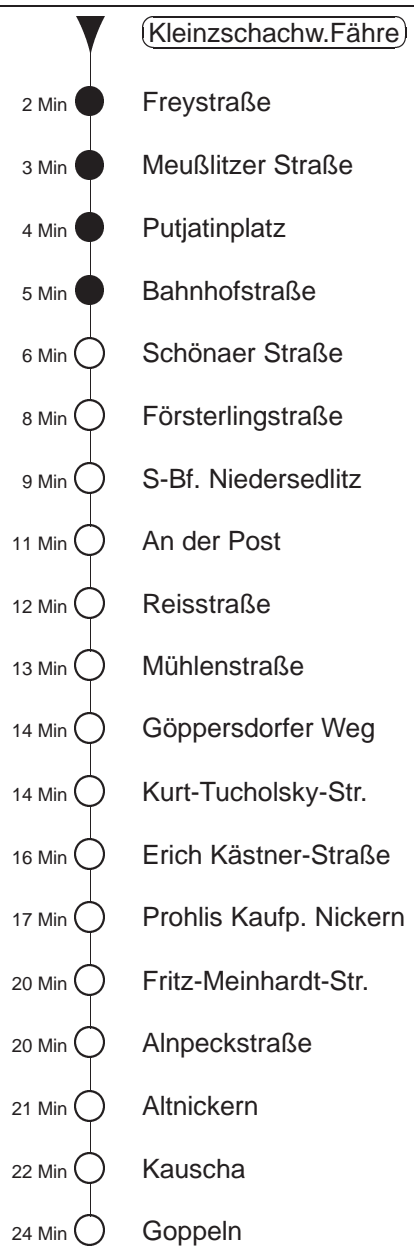 Kleinzschachw.Fähre
2 Min Freystraße
3 Min Meußlitzer Straße
4 Min Putjatinplatz
5 Min Bahnhofstraße
6 Min Schönaer Straße
8 Min Försterlingstraße
9 Min S-Bf. Niedersedlitz
11 Min An der Post
12 Min Reisstraße
13 Min Mühlenstraße
14 Min Göppersdorfer Weg
14 Min Kurt-Tucholsky-Str.
16 Min Erich Kästner-Straße
17 Min Prohlis Kaufp. Nickern
20 Min Fritz-Meinhardt-Str.
20 Min Alnpeckstraße
21 Min Altnickern
22 Min Kauscha
24 Min Goppeln